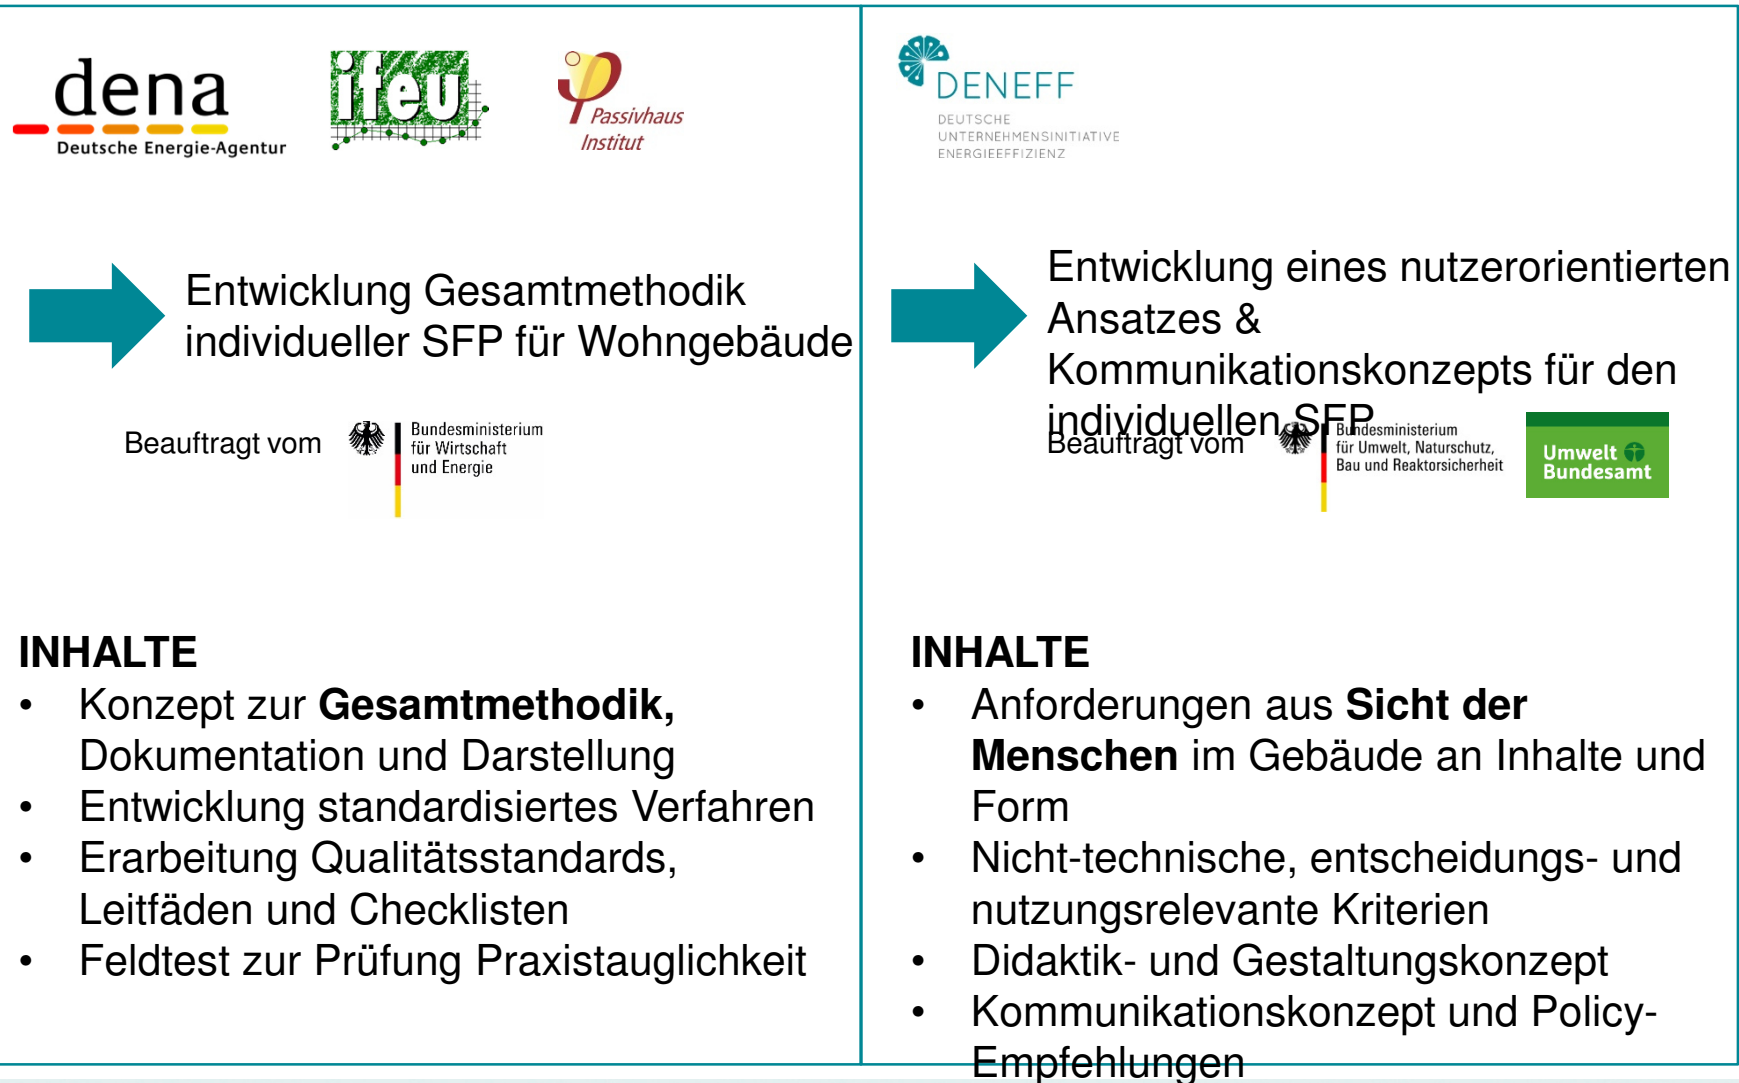 dena
Deutsche Energie-Agentur
ifeu
Passivhaus
Institut
Entwicklung Gesamtmethodik
individueller SFP für Wohngebäude
Beauftragt vom
Bundesministerium
für Wirtschaft
und Energie
INHALTE
• Konzept zur Gesamtmethodik,
Dokumentation und Darstellung
• Entwicklung standardisiertes Verfahren
• Erarbeitung Qualitätsstandards,
Leitfäden und Checklisten
• Feldtest zur Prüfung Praxistauglichkeit
DENEFF
DEUTSCHE
UNTERNEHMENSINITIATIVE
ENERGIEEFFIZIENZ
Entwicklung eines nutzerorientierten
Ansatzes &
Kommunikationskonzepts für den
individuellen SFP
Beauftragt vom
Bundesministerium
für Umwelt, Naturschutz,
Bau und Reaktorsicherheit
Umwelt
Bundesamt
INHALTE
• Anforderungen aus Sicht der
Menschen im Gebäude an Inhalte und
Form
• Nicht-technische, entscheidungs- und
nutzungsrelevante Kriterien
• Didaktik- und Gestaltungskonzept
• Kommunikationskonzept und Policy-
Empfehlungen